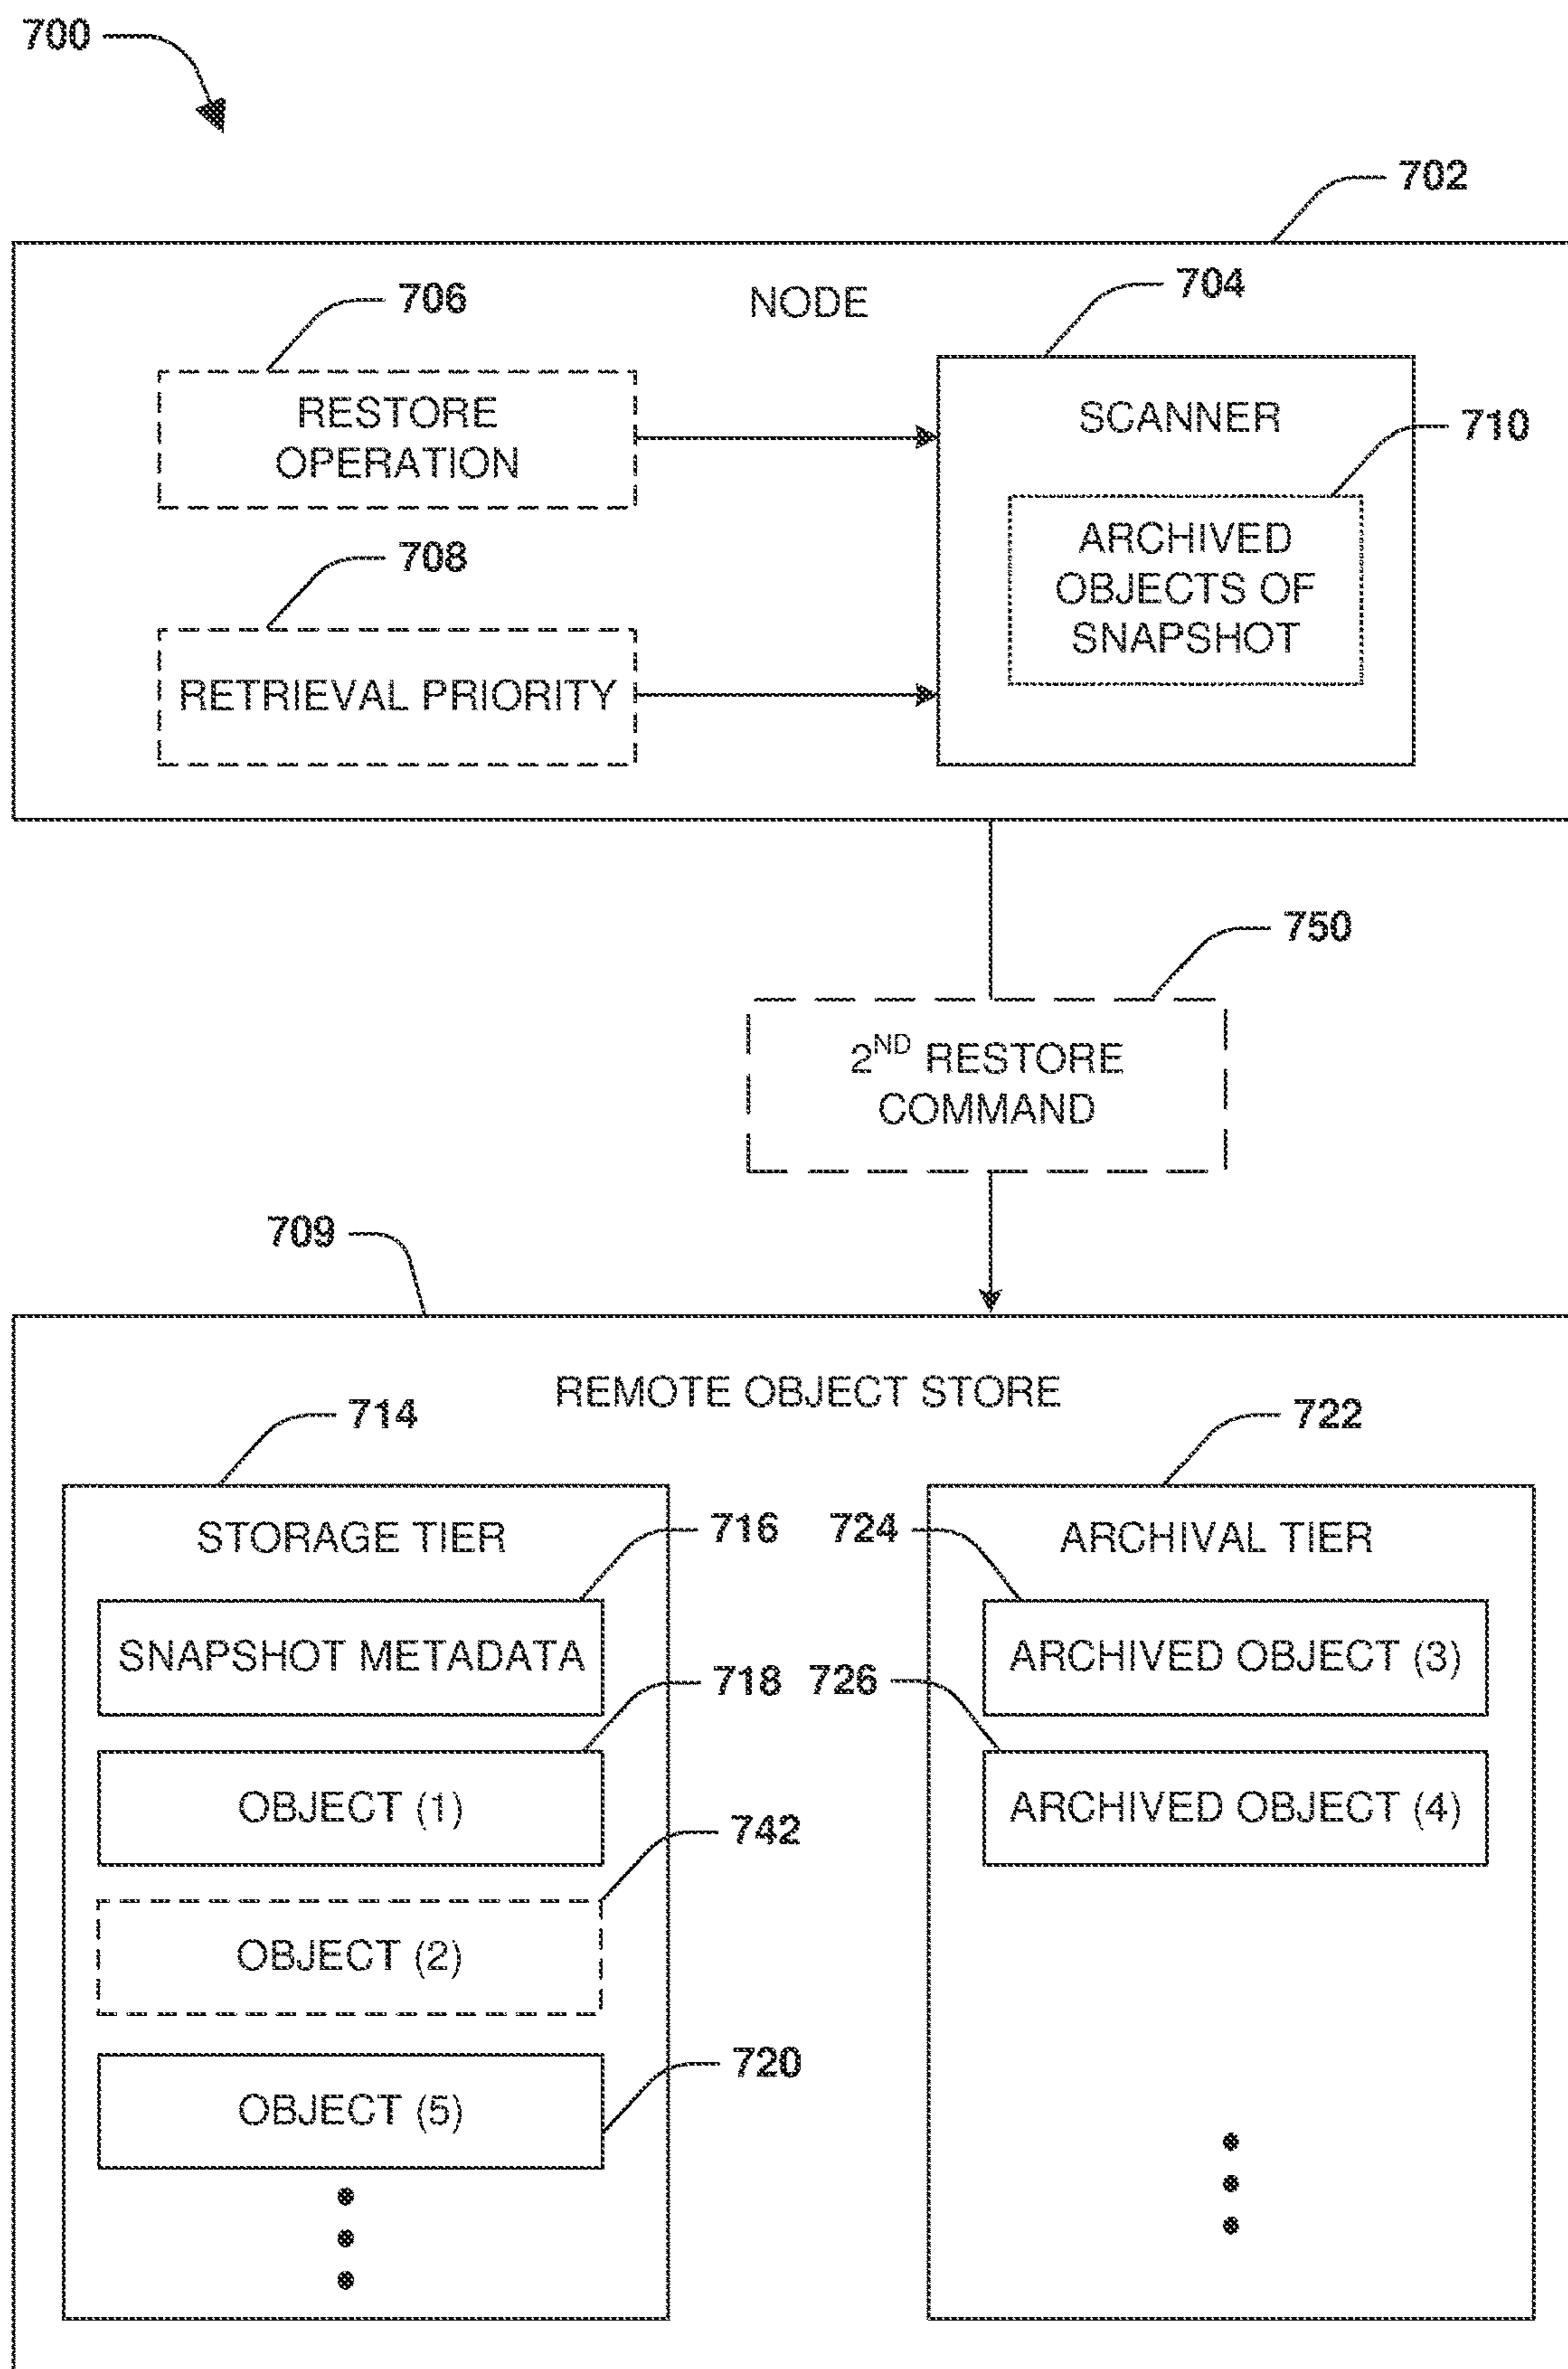 700
702
706
NODE
704
RESTORE
OPERATION
SCANNER
710
ARCHIVED
OBJECTS OF
SNAPSHOT
708
RETRIEVAL PRIORITY
750
2ND RESTORE
COMMAND
709
REMOTE OBJECT STORE
714
722
STORAGE TIER
716
724
ARCHIVAL TIER
SNAPSHOT METADATA
ARCHIVED OBJECT (3)
718
726
OBJECT (1)
ARCHIVED OBJECT (4)
742
OBJECT (2)
720
OBJECT (5)